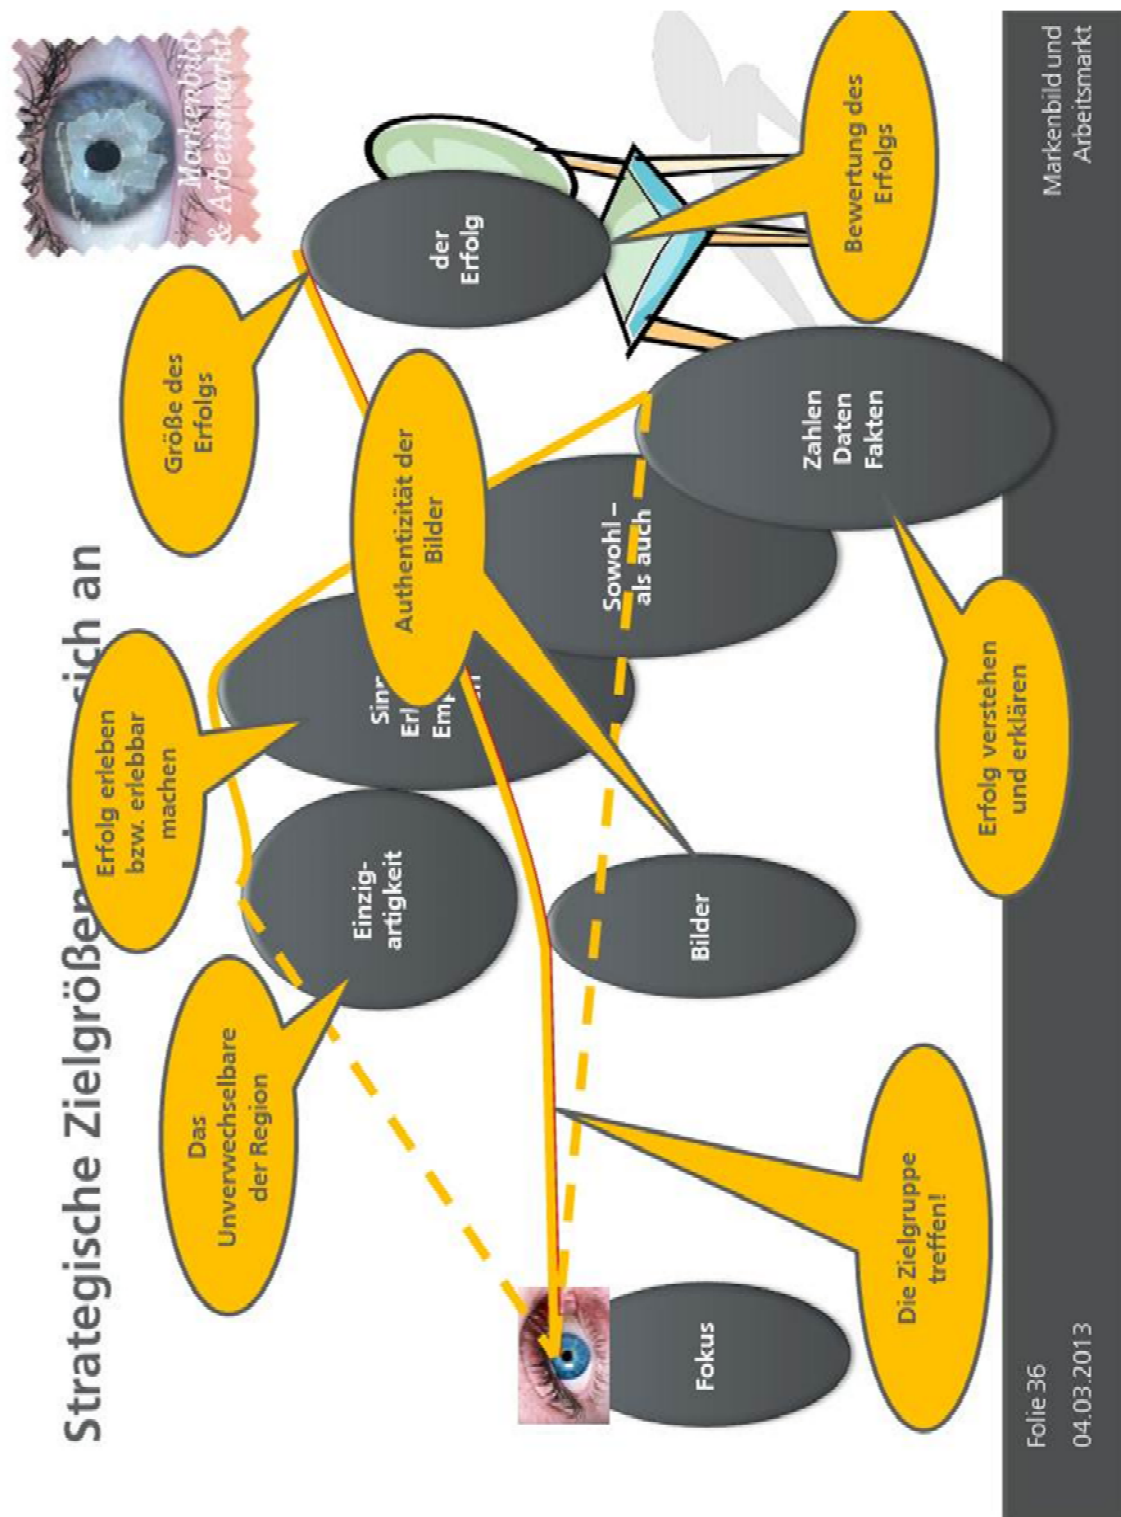 Strategische Zielgrößen
sich an
Markenbild
& Arbeitsmarkt
Das
Unverwechselbare
der Region
Erfolg erleben
bzw. erlebbar
machen
Größe des
Erfolgs
Authentizität der
Bilder
Bewertung des
Erfolgs
Erfolg verstehen
und erklären
Die Zielgruppe
treffen!
Fokus
Einzig-
artigkeit
Bilder
Sowohl –
als auch
Zahlen
Daten
Fakten
der
Erfolg
Folie 36
04.03.2013
Markenbild und
Arbeitsmarkt